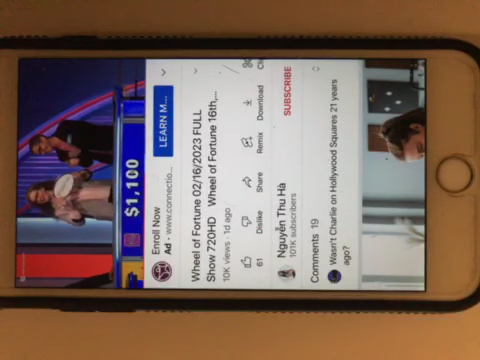 $1,100
Enroll Now
Ad · www.connectio...
LEARN M...
Wheel of Fortune 02/16/2023 FULL
Show 720HD Wheel of Fortune 16th,...
10K views · 1d ago
61
Dislike
Share
Remix
Download
Nguyễn Thu Hà
101K subscribers
SUBSCRIBE
Comments 19
Wasn't Charlie on Hollywood Squares 21 years
ago?